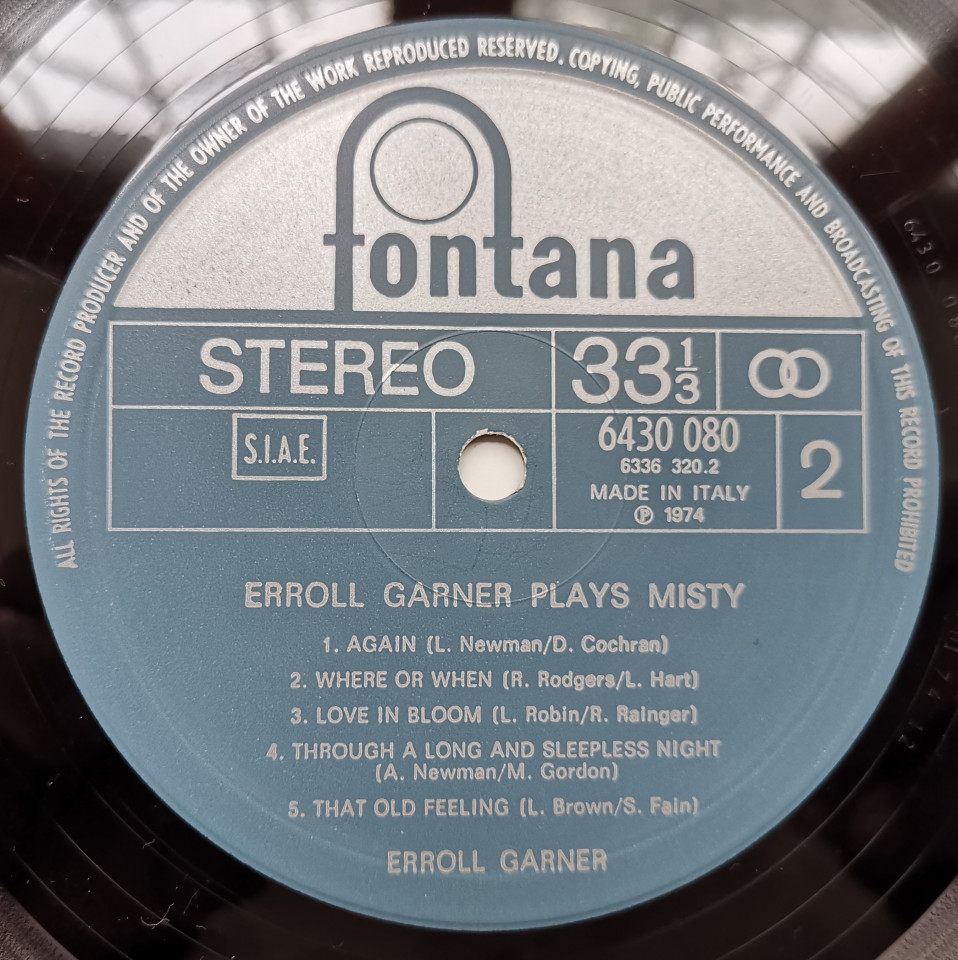 ALL RIGHTS OF THE RECORD PRODUCER AND OF THE OWNER OF THE WORK REPRODUCED RESERVED. COPYING, PUBLIC PERFORMANCE AND BROADCASTING OF THIS RECORD PROHIBITED
fontana
STEREO 33 1/3
S.I.A.E. 6430 080 2
6336 320.2
MADE IN ITALY
℗ 1974
ERROLL GARNER PLAYS MISTY
1. AGAIN (L. Newman/D. Cochran)
2. WHERE OR WHEN (R. Rodgers/L. Hart)
3. LOVE IN BLOOM (L. Robin/R. Rainger)
4. THROUGH A LONG AND SLEEPLESS NIGHT
(A. Newman/M. Gordon)
5. THAT OLD FEELING (L. Brown/S. Fain)
ERROLL GARNER
6430